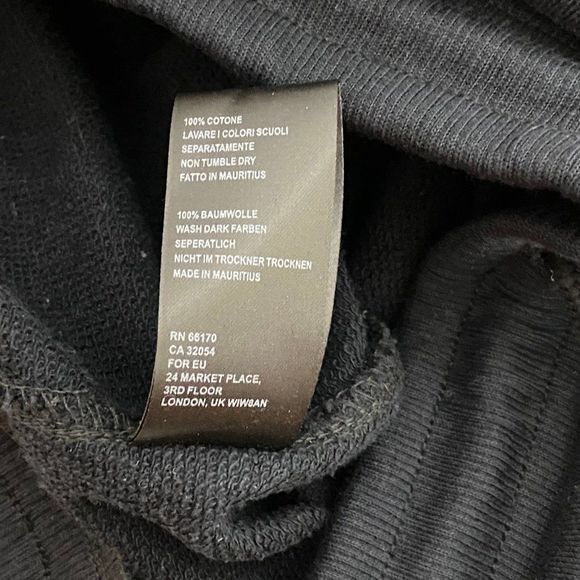 100% COTONE
LAVARE I COLORI SCUOLI
SEPARATAMENTE
NON TUMBLE DRY
FATTO IN MAURITIUS
100% BAUMWOLLE
WASH DARK FARBEN
SEPERATLICH
NICHT IM TROCKNER TROCKNEN
MADE IN MAURITIUS
RN 66170
CA 32054
FOR EU
24 MARKET PLACE,
3RD FLOOR
LONDON, UK WIW8AN